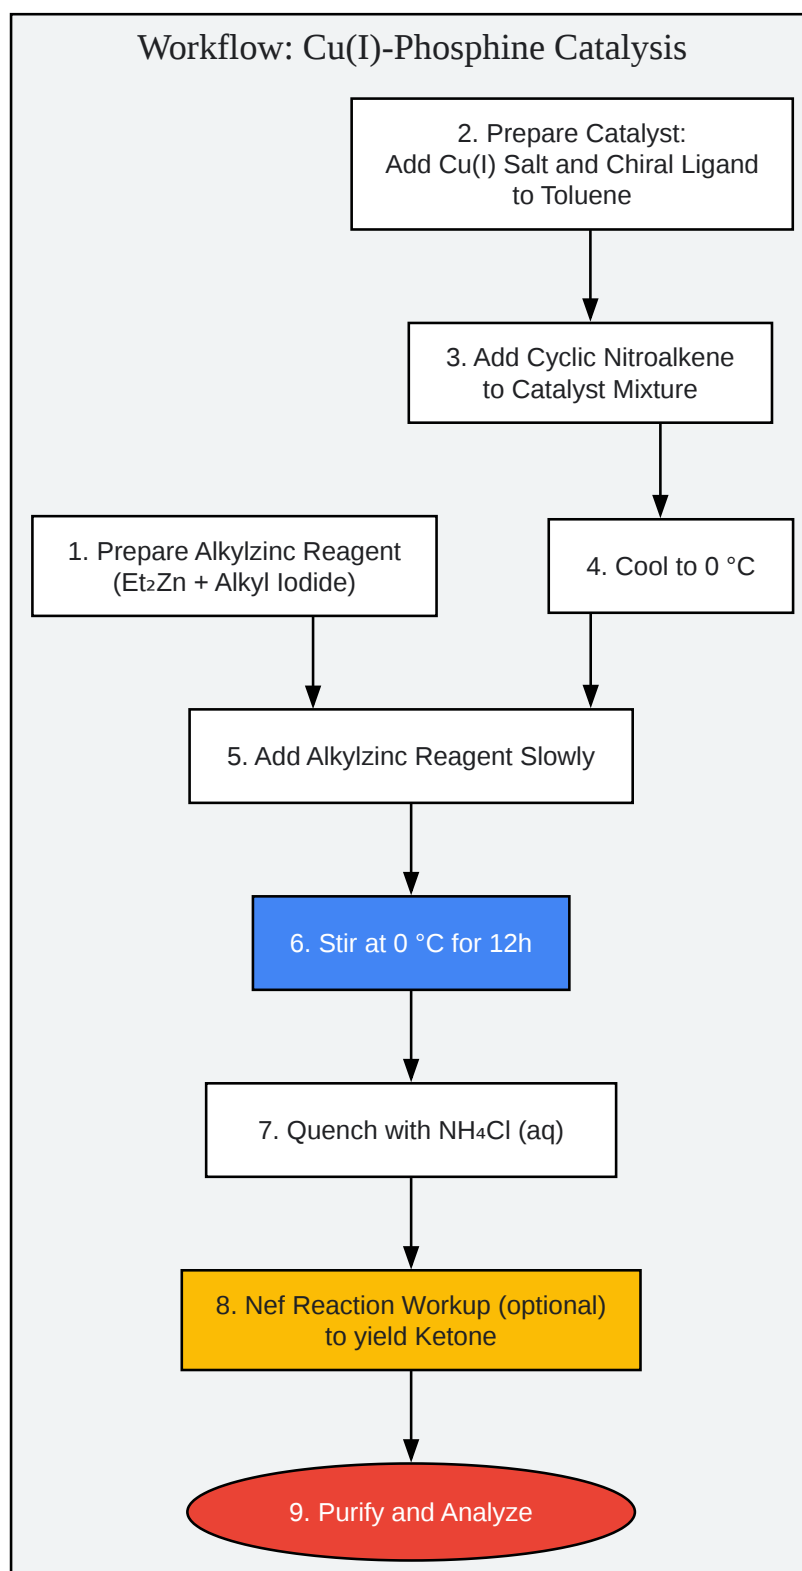 Workflow: Cu(I)-Phosphine Catalysis
2. Prepare Catalyst:
Add Cu(I) Salt and Chiral Ligand
to Toluene
3. Add Cyclic Nitroalkene
to Catalyst Mixture
1. Prepare Alkylzinc Reagent
(Et₂Zn + Alkyl Iodide)
4. Cool to 0 °C
5. Add Alkylzinc Reagent Slowly
6. Stir at 0 °C for 12h
7. Quench with NH₄Cl (aq)
8. Nef Reaction Workup (optional)
to yield Ketone
9. Purify and Analyze